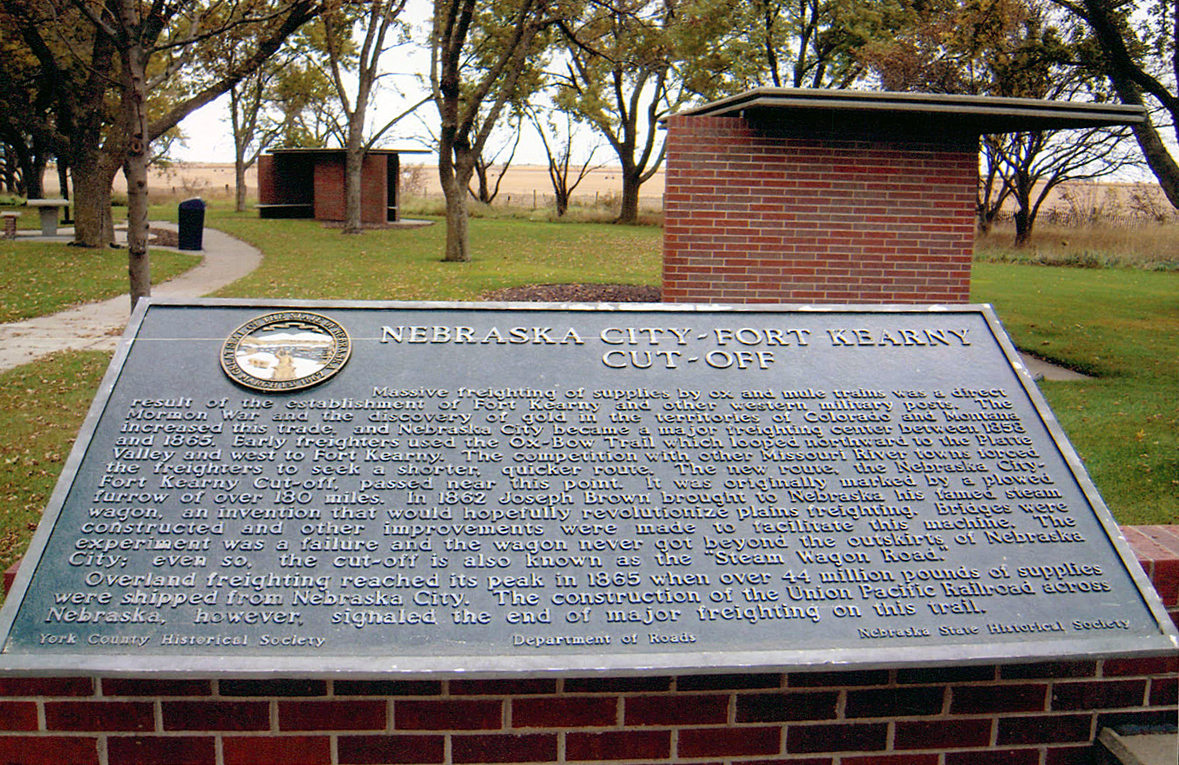 NEBRASKA CITY-FORT KEARNY
CUT-OFF
Massive freighting of supplies by ox and mule trains was a direct
result of the establishment of Fort Kearny and other western military posts. The
Mormon War and the discovery of gold in the territories of Colorado and Montana
increased this trade, and Nebraska City became a major freighting center between 1858
and 1865. Early freighters used the Ox-Bow Trail which looped northward to the Platte
Valley and west to Fort Kearny. The competition with other Missouri River towns forced
the freighters to seek a shorter, quicker route. The new route, the Nebraska City-
Fort Kearny Cut-off, passed near this point. It was originally marked by a plowed
furrow of over 180 miles. In 1862 Joseph Brown brought to Nebraska his famed steam
wagon, an invention that would hopefully revolutionize plains freighting. Bridges were
constructed and other improvements were made to facilitate this machine. The
experiment was a failure and the wagon never got beyond the outskirts of Nebraska
City; even so, the cut-off is also known as the "Steam Wagon Road."
Overland freighting reached its peak in 1865 when over 44 million pounds of supplies
were shipped from Nebraska City. The construction of the Union Pacific Railroad across
Nebraska, however, signaled the end of major freighting on this trail.
York County Historical Society
Department of Roads
Nebraska State Historical Society